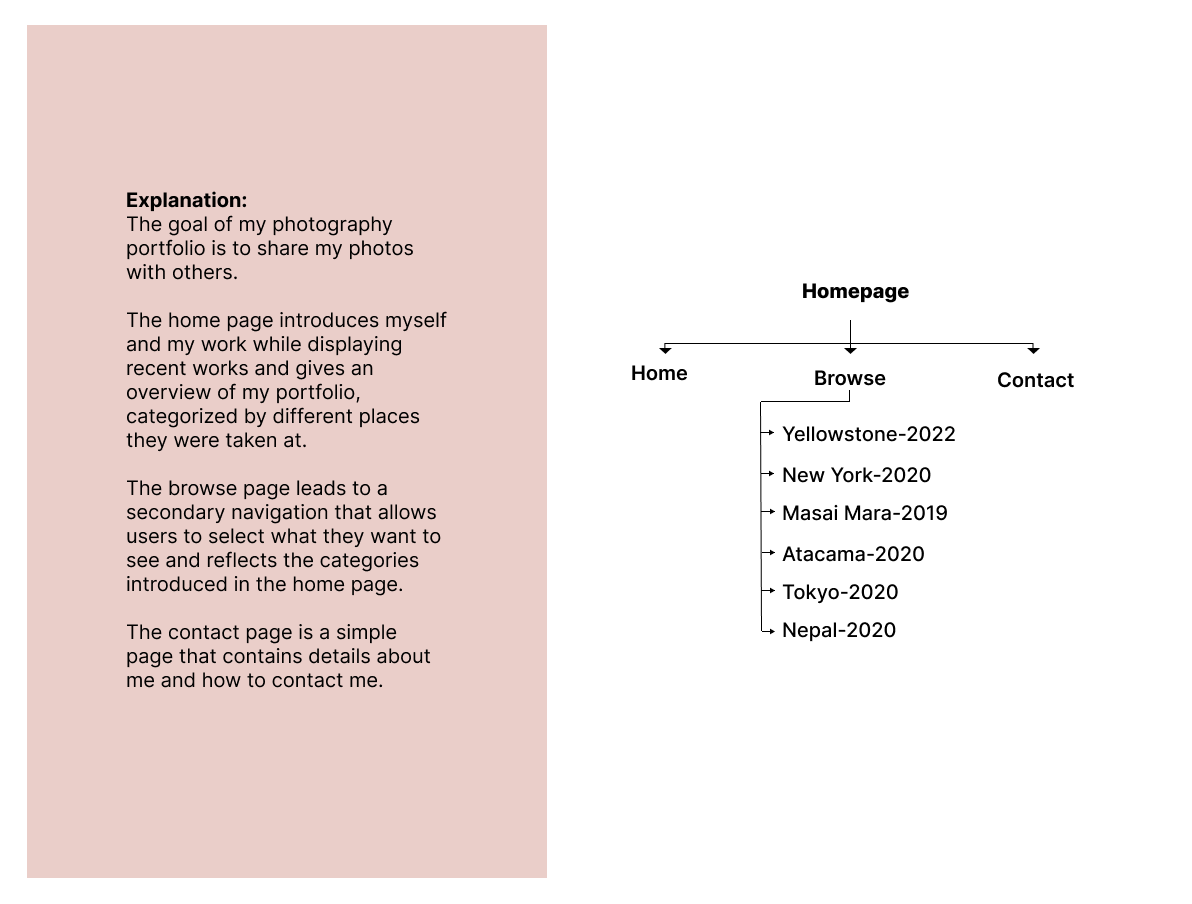 Explanation:
The goal of my photography
portfolio is to share my photos
with others.
The home page introduces myself
and my work while displaying
recent works and gives an
overview of my portfolio,
categorized by different places
they were taken at.
The browse page leads to a
secondary navigation that allows
users to select what they want to
see and reflects the categories
introduced in the home page.
The contact page is a simple
page that contains details about
me and how to contact me.
Homepage
Home
Browse
Contact
Yellowstone-2022
New York-2020
Masai Mara-2019
Atacama-2020
Tokyo-2020
Nepal-2020